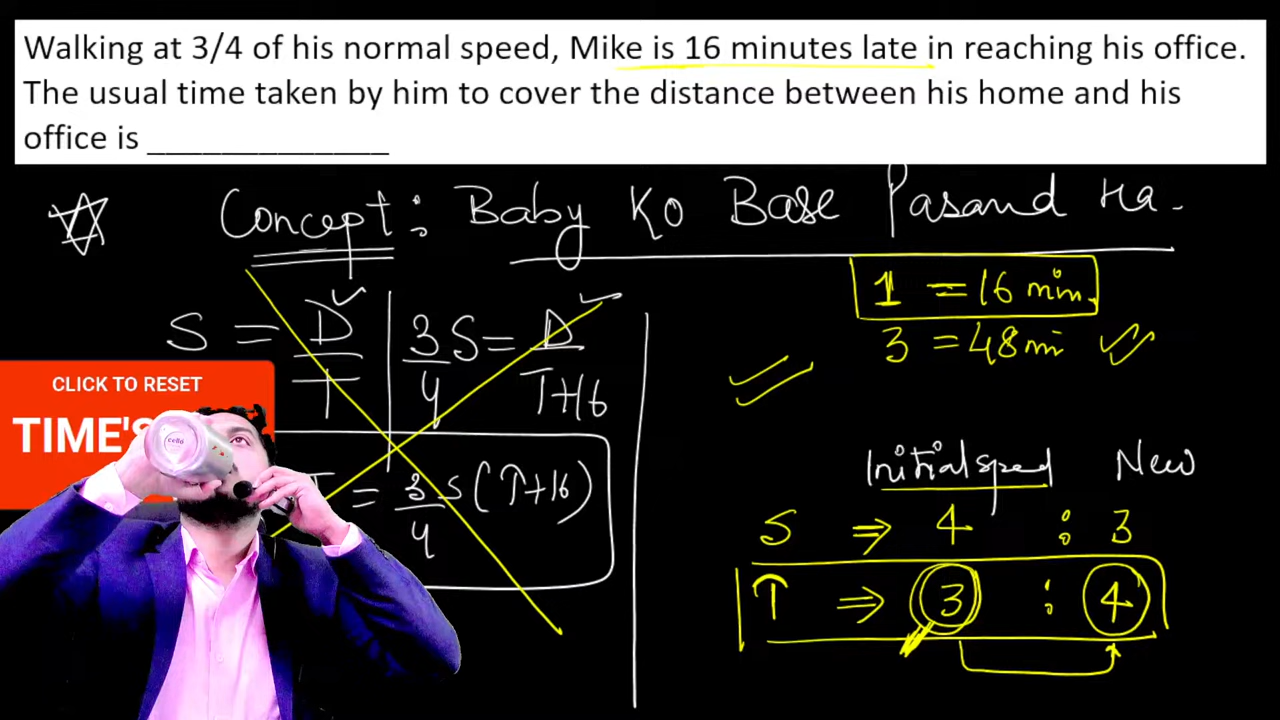 Walking at 3/4 of his normal speed, Mike is 16 minutes late in reaching his office.
The usual time taken by him to cover the distance between his home and his
office is ______________
Concept: Baby Ko Base Pasand Ha.
1 = 16 min.
3 = 48 min
S = D/T
3/4 S = D/T+16
CLICK TO RESET
TIME'S
cello
T = 3/4 S (T+16)
Initial speed New
S ⇒ 4 : 3
T ⇒ 3 : 4